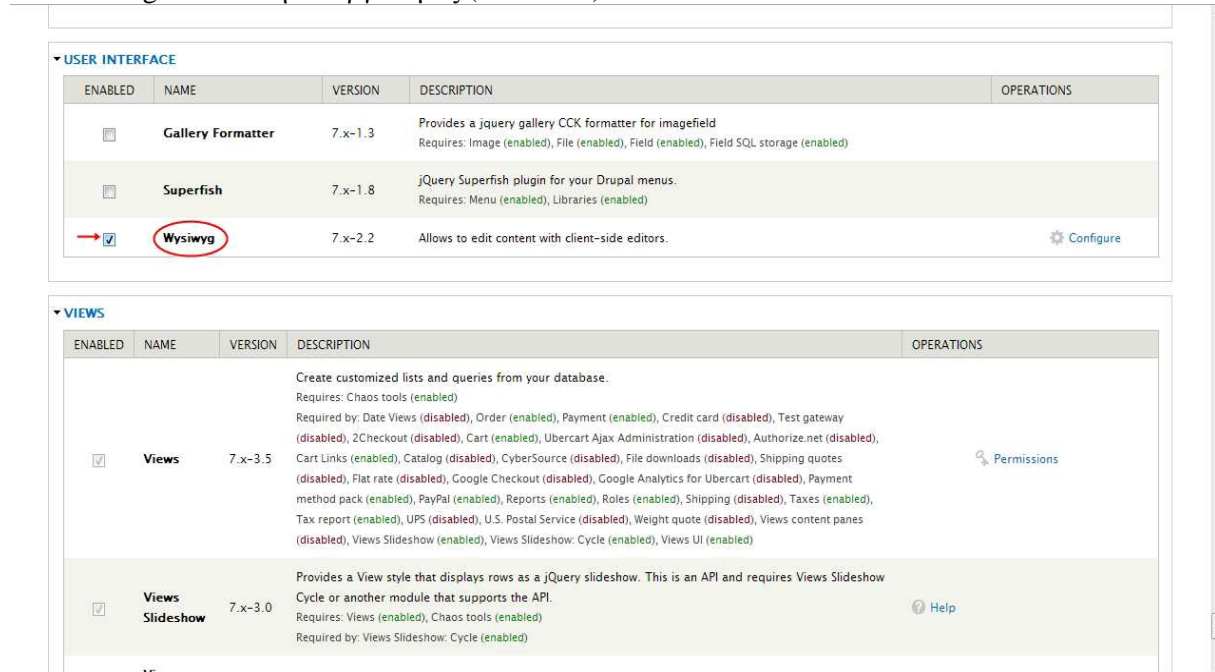 USER INTERFACE
ENABLED NAME VERSION DESCRIPTION OPERATIONS
Gallery Formatter 7.x-1.3 Provides a jquery gallery CCK formatter for imagefield
Requires: Image (enabled), File (enabled), Field (enabled), Field SQL storage (enabled)
Superfish 7.x-1.8 jQuery Superfish plugin for your Drupal menus.
Requires: Menu (enabled), Libraries (enabled)
Wysiwyg 7.x-2.2 Allows to edit content with client-side editors. Configure
VIEWS
ENABLED NAME VERSION DESCRIPTION OPERATIONS
Create customized lists and queries from your database.
Requires: Chaos tools (enabled)
Required by: Date Views (disabled), Order (enabled), Payment (enabled), Credit card (disabled), Test gateway
(disabled), 2Checkout (disabled), Cart (enabled), Ubercart Ajax Administration (disabled), Authorize.net (disabled),
Views 7.x-3.5 Cart Links (enabled), Catalog (disabled), CyberSource (disabled), File downloads (disabled), Shipping quotes Permissions
(disabled), Flat rate (disabled), Google Checkout (disabled), Google Analytics for Ubercart (disabled), Payment
method pack (enabled), PayPal (enabled), Reports (enabled), Roles (enabled), Shipping (disabled), Taxes (enabled),
Tax report (enabled), UPS (disabled), U.S. Postal Service (disabled), Weight quote (disabled), Views content panes
(disabled), Views Slideshow (enabled), Views Slideshow: Cycle (enabled), Views UI (enabled)
Provides a View style that displays rows as a jQuery slideshow. This is an API and requires Views Slideshow
Views Slideshow 7.x-3.0 Cycle or another module that supports the API. Help
Requires: Views (enabled), Chaos tools (enabled)
Required by: Views Slideshow: Cycle (enabled)